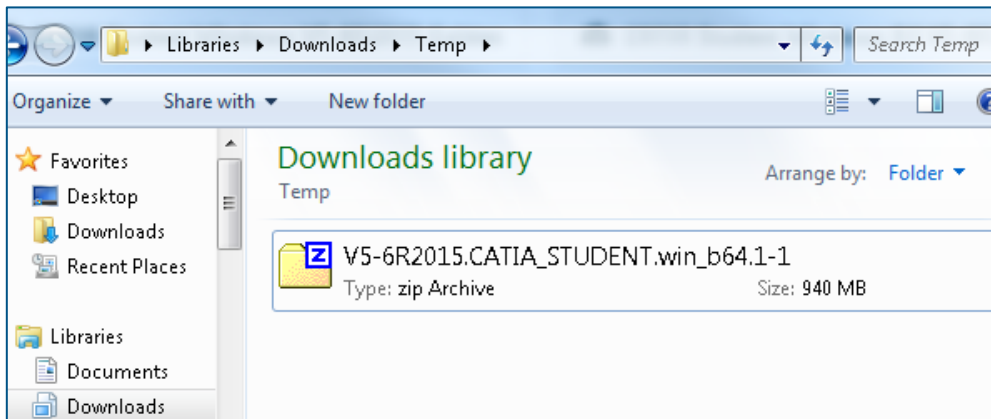 Libraries Downloads Temp
Search Temp
Organize Share with New folder
Favorites
Desktop
Downloads
Recent Places
Libraries
Documents
Downloads
Downloads library
Temp
Arrange by: Folder
V5-6R2015.CATIA_STUDENT.win_b64.1-1
Type: zip Archive Size: 940 MB